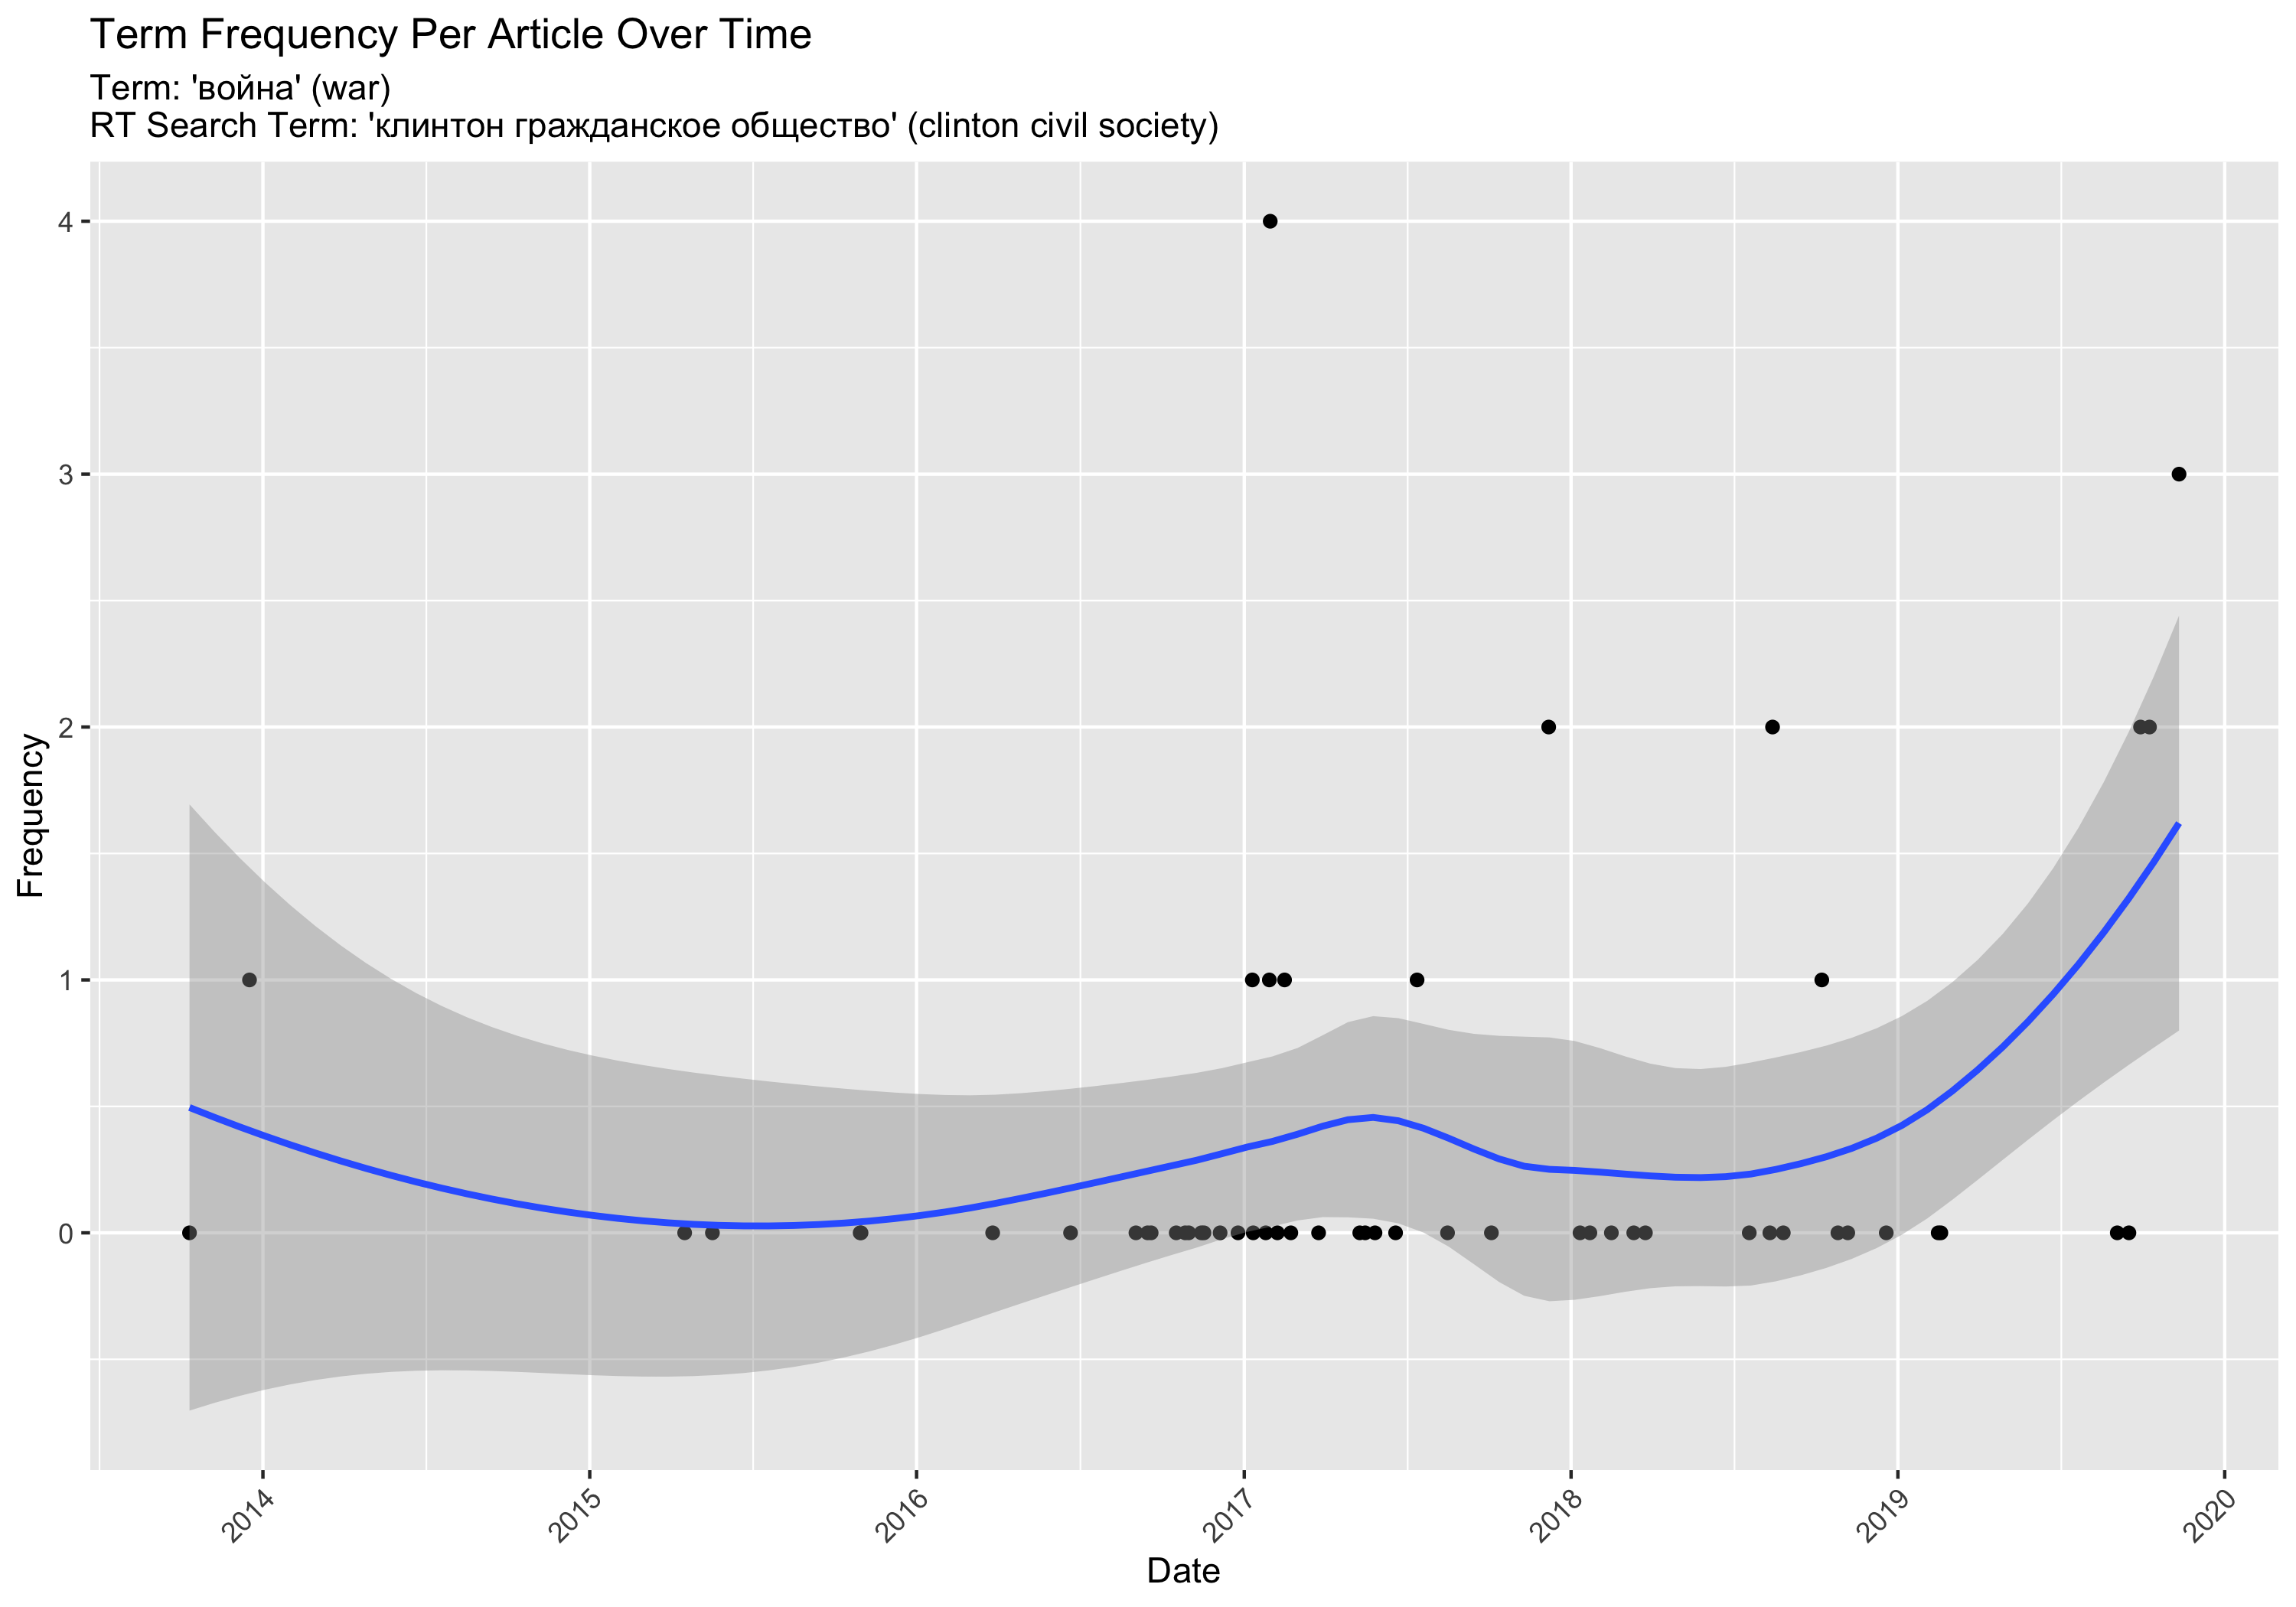 Term Frequency Per Article Over Time
Term: 'война' (war)
RT Search Term: 'клинтон гражданское общество' (clinton civil society)
4
3
2
1
0
Frequency
2014
2015
2016
2017
2018
2019
2020
Date